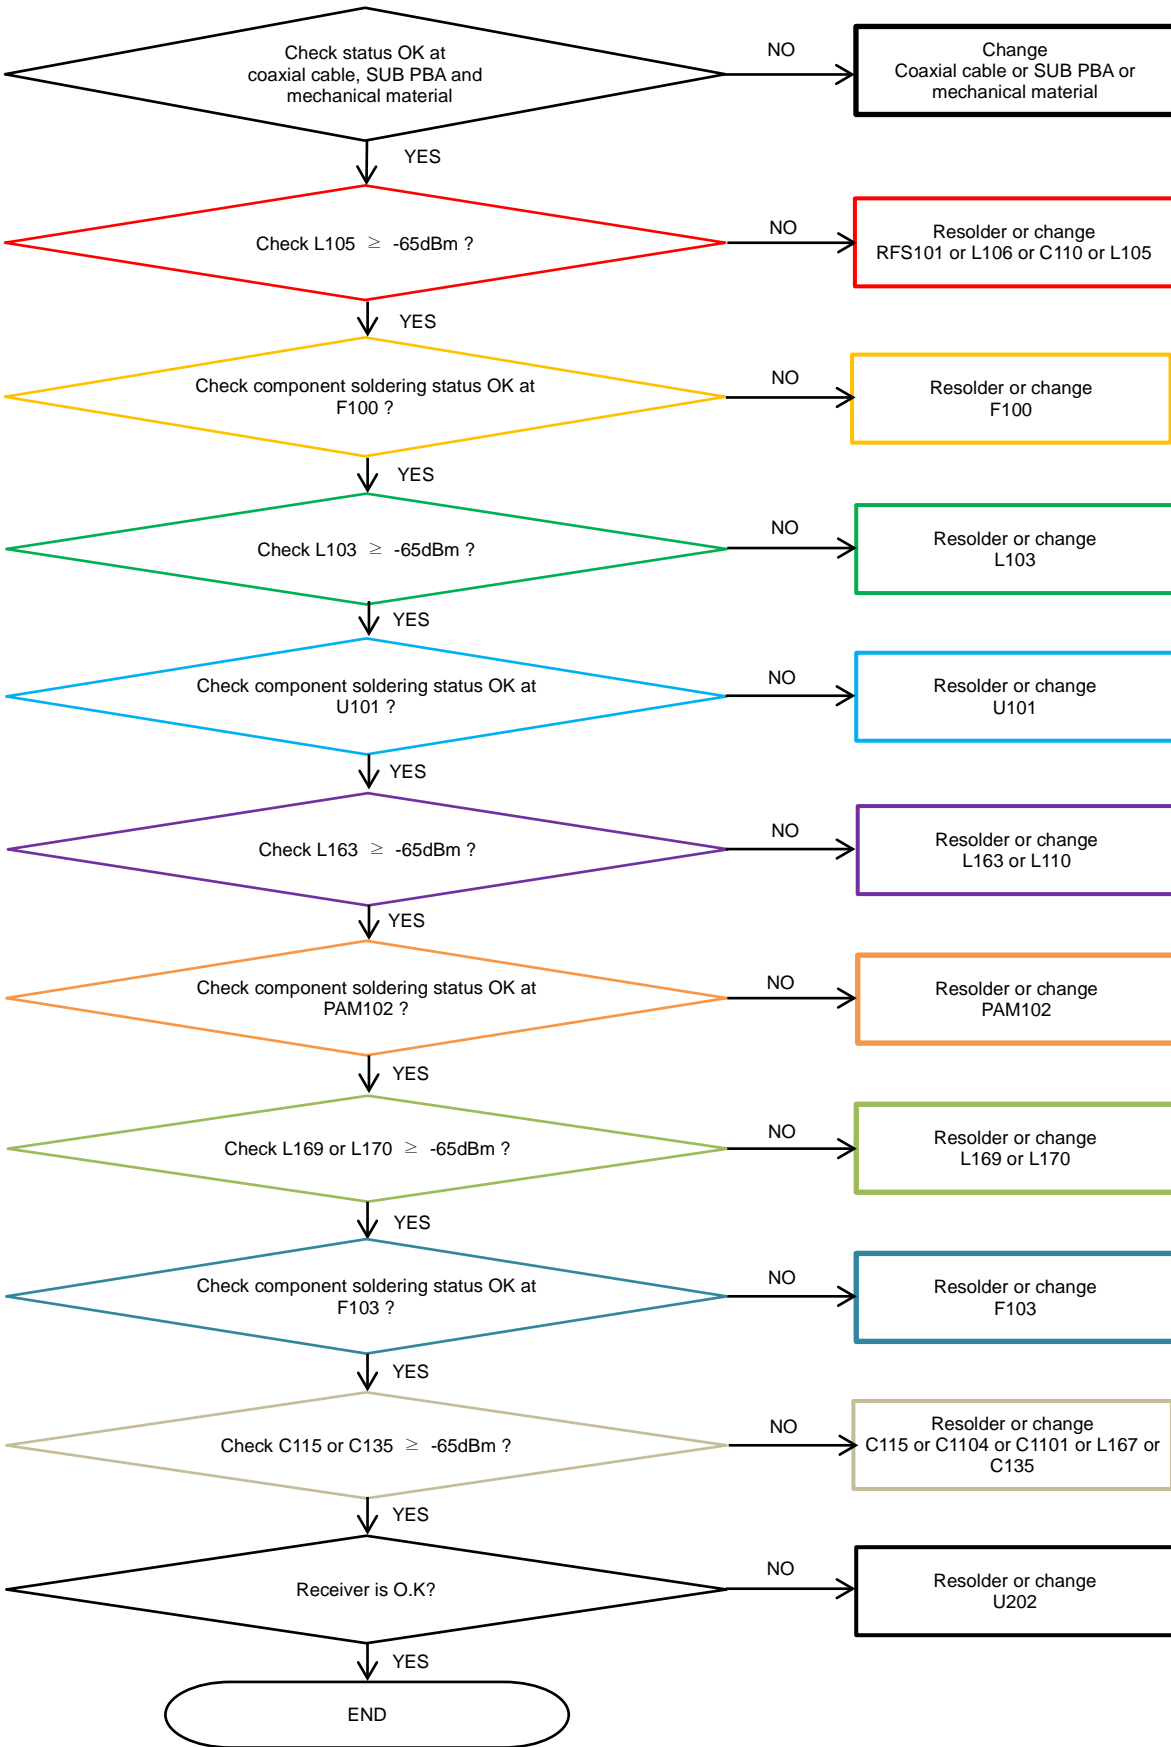 Check status OK at
coaxial cable, SUB PBA and
mechanical material
NO
Change
Coaxial cable or SUB PBA or
mechanical material
YES
Check L105 ≥ -65dBm ?
NO
Resolder or change
RFS101 or L106 or C110 or L105
YES
Check component soldering status OK at
F100 ?
NO
Resolder or change
F100
YES
Check L103 ≥ -65dBm ?
NO
Resolder or change
L103
YES
Check component soldering status OK at
U101 ?
NO
Resolder or change
U101
YES
Check L163 ≥ -65dBm ?
NO
Resolder or change
L163 or L110
YES
Check component soldering status OK at
PAM102 ?
NO
Resolder or change
PAM102
YES
Check L169 or L170 ≥ -65dBm ?
NO
Resolder or change
L169 or L170
YES
Check component soldering status OK at
F103 ?
NO
Resolder or change
F103
YES
Check C115 or C135 ≥ -65dBm ?
NO
Resolder or change
C115 or C1104 or C1101 or L167 or
C135
YES
Receiver is O.K?
NO
Resolder or change
U202
YES
END